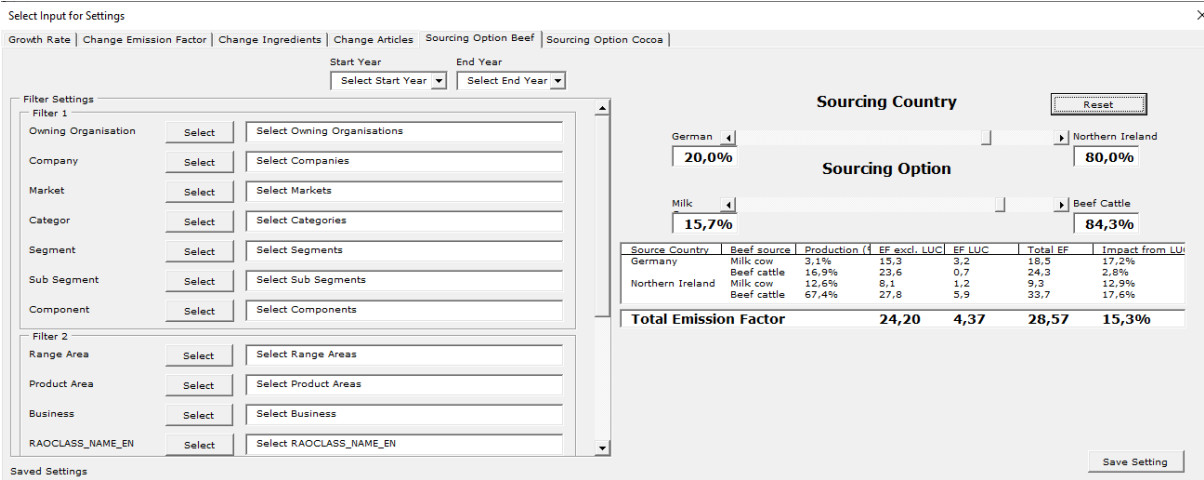 Select Input for Settings
Growth Rate | Change Emission Factor | Change Ingredients | Change Articles | Sourcing Option Beef | Sourcing Option Cocoa
Start Year End Year
Select Start Year Select End Year
Filter Settings
Filter 1
Owning Organisation Select Select Owning Organisations
Company Select Select Companies
Market Select Select Markets
Categor Select Select Categories
Segment Select Select Segments
Sub Segment Select Select Sub Segments
Component Select Select Components
Filter 2
Range Area Select Select Range Areas
Product Area Select Select Product Areas
Business Select Select Business
RAOCLASS_NAME_EN Select Select RAOCLASS_NAME_EN
Saved Settings
Sourcing Country Reset
German Northern Ireland
20,0% 80,0%
Sourcing Option
Milk Beef Cattle
15,7% 84,3%
Source Country Beef source Production ( EF excl. LUC EF LUC Total EF Impact from LU
Germany Milk cow 3,1% 15,3 3,2 18,5 17,2%
Beef cattle 16,9% 23,6 0,7 24,3 2,8%
Northern Ireland Milk cow 12,6% 8,1 1,2 9,3 12,9%
Beef cattle 67,4% 27,8 5,9 33,7 17,6%
Total Emission Factor 24,20 4,37 28,57 15,3%
Save Setting